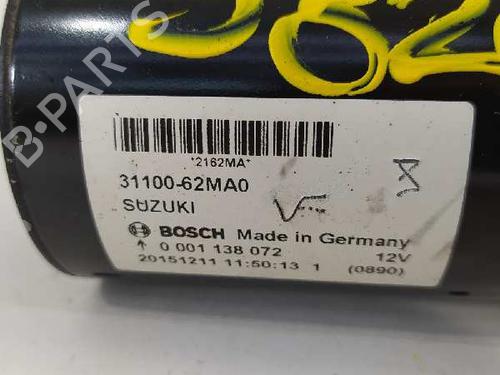 B-PARTS
*2162MA*
31100-62MA0
SUZUKI
BOSCH Made in Germany
0 001 138 072 12V
20151211 11:50:13 1 (0890)